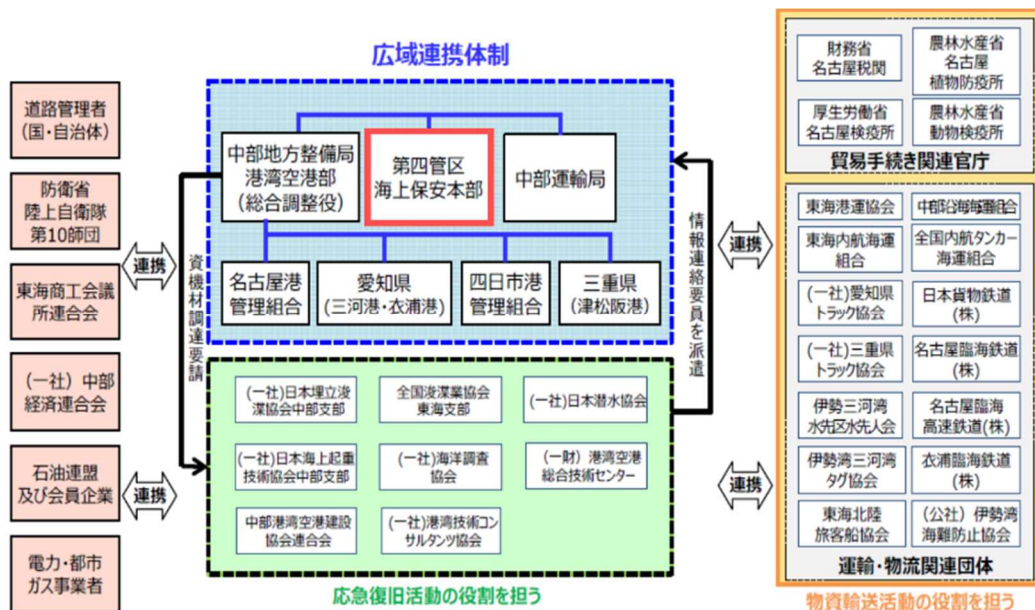 広域連携体制
道路管理者
(国・自治体)
防衛省
陸上自衛隊
第10師団
東海商工会議
所連合会
(一社)中部
経済連合会
石油連盟
及び会員企業
電力・都市
ガス事業者
連携
連携
資機材調達要請
中部地方整備局
港湾空港部
(総合調整役)
第四管区
海上保安本部
中部運輸局
名古屋港
管理組合
愛知県
(三河港・衣浦港)
四日市港
管理組合
三重県
(津松阪港)
(一社)日本埋立浚
渫協会中部支部
全国浚渫業協会
東海支部
(一社)日本潜水協会
(一社)日本海上起重
技術協会中部支部
(一社)海洋調査
協会
(一財)港湾空港
総合技術センター
中部港湾空港建設
協会連合会
(一社)港湾技術コン
サルタンツ協会
応急復旧活動の役割を担う
情報連絡要員を派遣
連携
連携
財務省
名古屋税関
農林水産省
名古屋
植物防疫所
厚生労働省
名古屋検疫所
農林水産省
動物検疫所
貿易手続き関連官庁
東海港運協会
中部沿海海運組合
東海内航海運
組合
全国内航タンカー
海運組合
(一社)愛知県
トラック協会
日本貨物鉄道
(株)
(一社)三重県
トラック協会
名古屋臨海鉄道
(株)
伊勢三河湾
水先区水先人会
名古屋臨海
高速鉄道(株)
伊勢湾三河湾
タグ協会
衣浦臨海鉄道
(株)
東海北陸
旅客船協会
(公社)伊勢湾
海難防止協会
運輸・物流関連団体
物資輸送活動の役割を担う